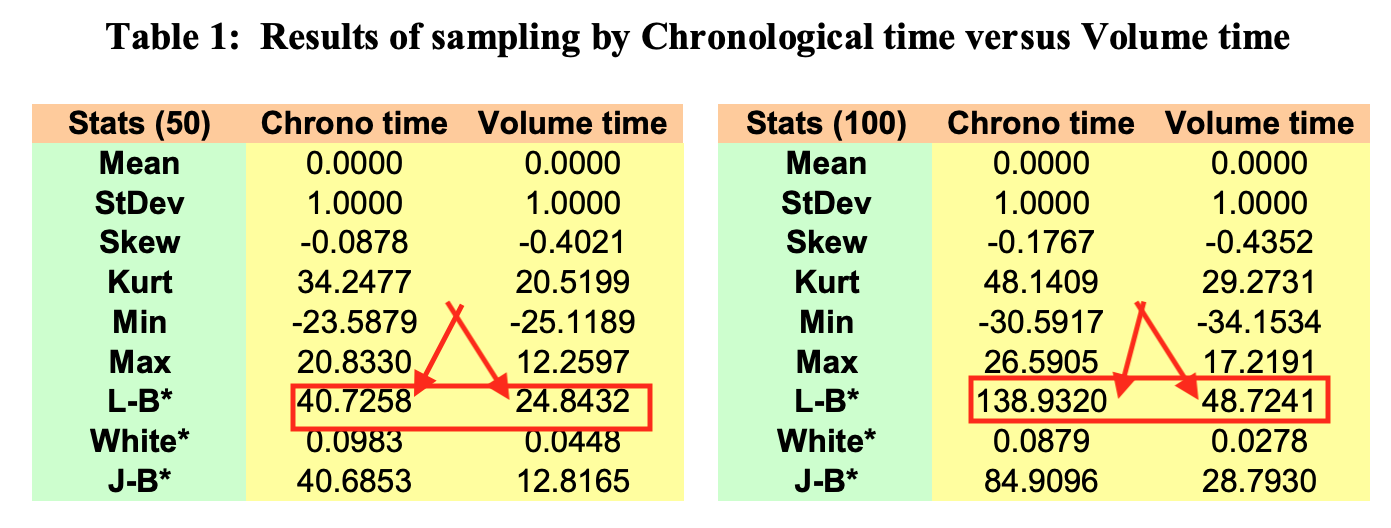 Table 1: Results of sampling by Chronological time versus Volume time
Stats (50) Chrono time Volume time
Mean 0.0000 0.0000
StDev 1.0000 1.0000
Skew -0.0878 -0.4021
Kurt 34.2477 20.5199
Min -23.5879 -25.1189
Max 20.8330 12.2597
L-B* 40.7258 24.8432
White* 0.0983 0.0448
J-B* 40.6853 12.8165
Stats (100) Chrono time Volume time
Mean 0.0000 0.0000
StDev 1.0000 1.0000
Skew -0.1767 -0.4352
Kurt 48.1409 29.2731
Min -30.5917 -34.1534
Max 26.5905 17.2191
L-B* 138.9320 48.7241
White* 0.0879 0.0278
J-B* 84.9096 28.7930